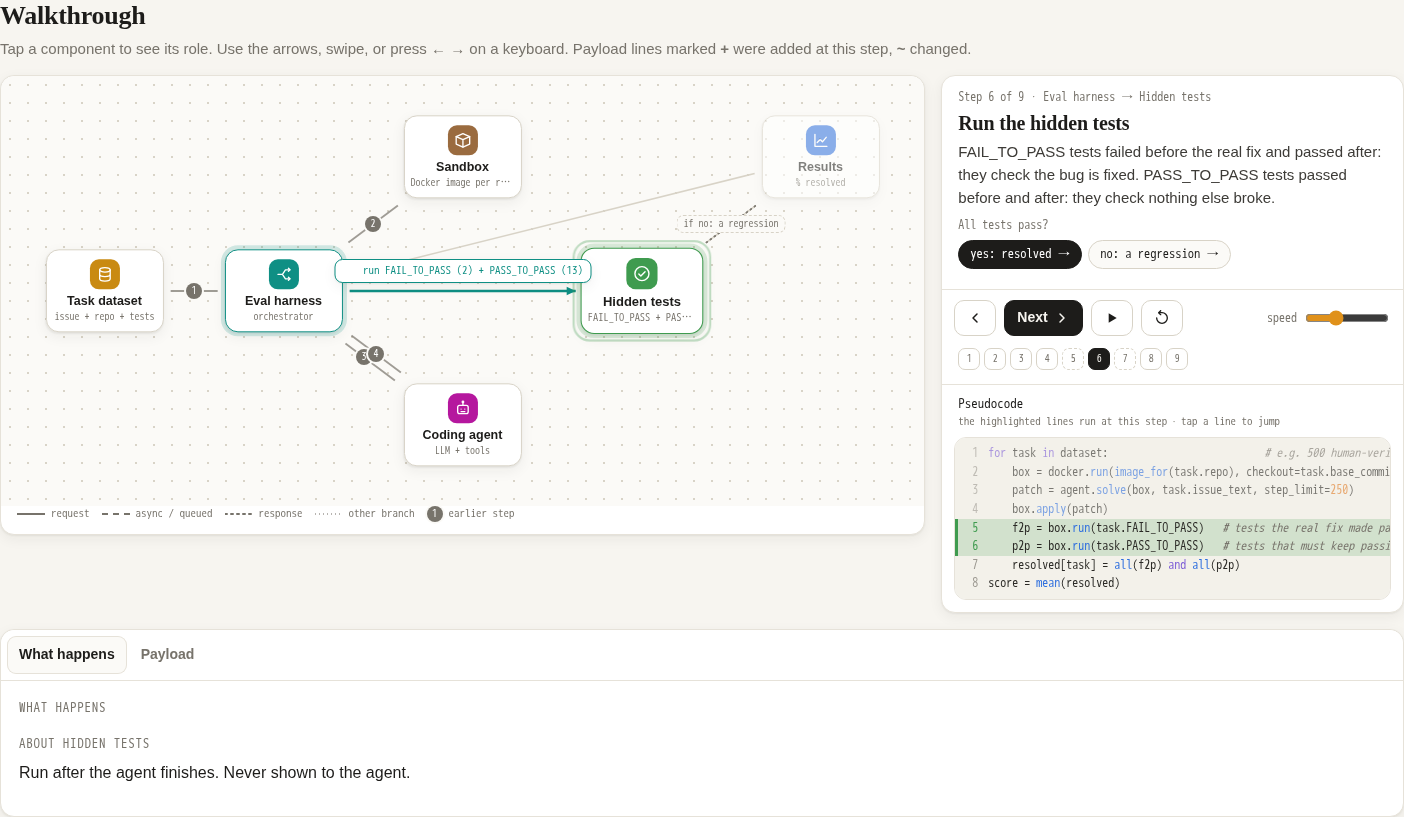 Walkthrough
Tap a component to see its role. Use the arrows, swipe, or press ← → on a keyboard. Payload lines marked + were added at this step, ~ changed.
Sandbox
Docker image per r···
Results
% resolved
2
if no: a regression
run FAIL_TO_PASS (2) + PASS_TO_PASS (13)
Task dataset
issue + repo + tests
1
Eval harness
orchestrator
Hidden tests
FAIL_TO_PASS + PAS···
3
4
Coding agent
LLM + tools
request
async / queued
response
other branch
1
earlier step
Step 6 of 9 · Eval harness → Hidden tests
Run the hidden tests
FAIL_TO_PASS tests failed before the real fix and passed after:
they check the bug is fixed. PASS_TO_PASS tests passed
before and after: they check nothing else broke.
All tests pass?
yes: resolved →
no: a regression →
Next
speed
1 2 3 4 5 6 7 8 9
Pseudocode
the highlighted lines run at this step · tap a line to jump
1 for task in dataset: # e.g. 500 human-veri
2 box = docker.run(image_for(task.repo), checkout=task.base_commi
3 patch = agent.solve(box, task.issue_text, step_limit=250)
4 box.apply(patch)
5 f2p = box.run(task.FAIL_TO_PASS) # tests the real fix made pa
6 p2p = box.run(task.PASS_TO_PASS) # tests that must keep passi
7 resolved[task] = all(f2p) and all(p2p)
8 score = mean(resolved)
What happens
Payload
WHAT HAPPENS
ABOUT HIDDEN TESTS
Run after the agent finishes. Never shown to the agent.